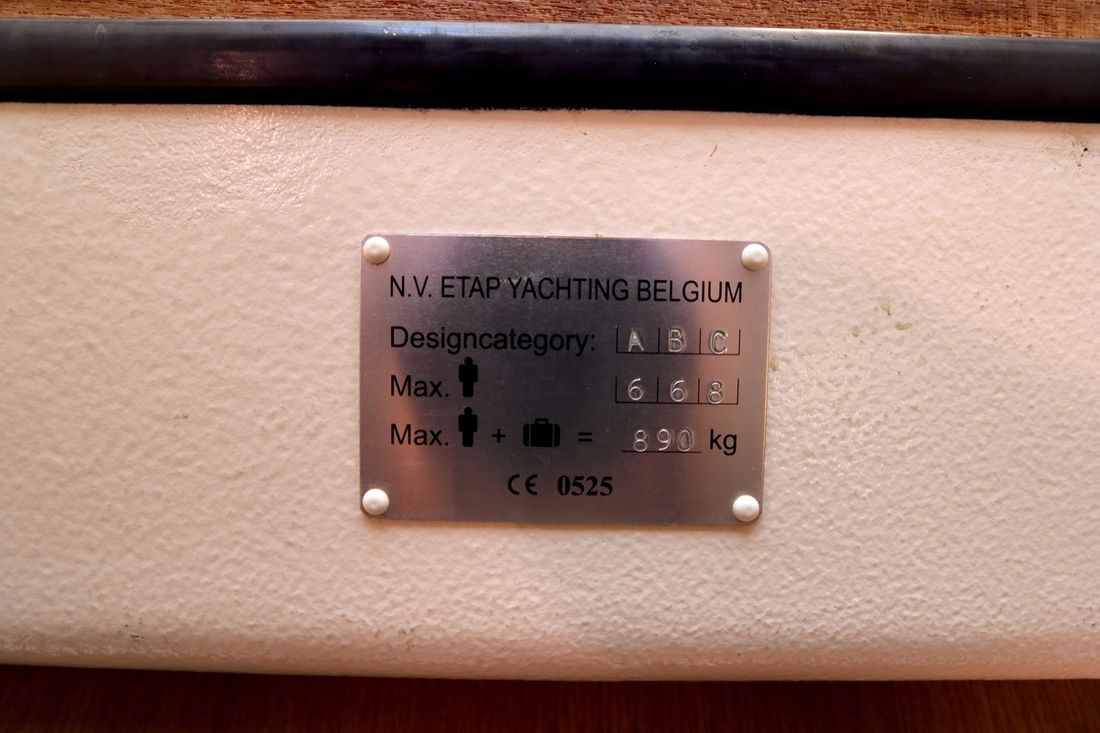 N.V. ETAP YACHTING BELGIUM
Designcategory: A B C
Max. 6 6 8
Max. + = 890 kg
CE 0525